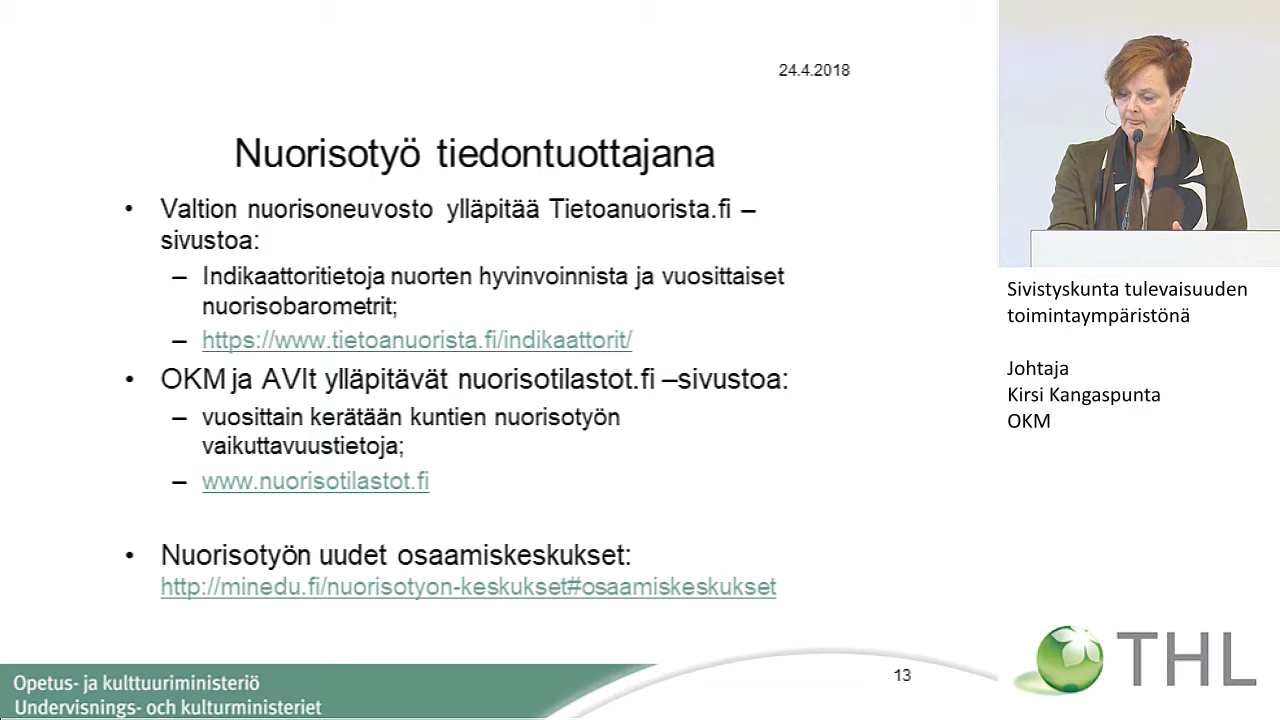 24.4.2018
Nuorisotyö tiedontuottajana
• Valtion nuorisoneuvosto ylläpitää Tietoanuorista.fi –
sivustoa:
– Indikaattoritietoja nuorten hyvinvoinnista ja vuosittaiset
nuorisobarometrit;
– https://www.tietoanuorista.fi/indikaattorit/
• OKM ja AVIt ylläpitävät nuorisotilastot.fi –sivustoa:
– vuosittain kerätään kuntien nuorisotyön
vaikuttavuustietoja;
– www.nuorisotilastot.fi
• Nuorisotyön uudet osaamiskeskukset:
http://minedu.fi/nuorisotyon-keskukset#osaamiskeskukset
Opetus- ja kulttuuriministeriö
Undervisnings- och kulturministeriet
13
Sivistyskunta tulevaisuuden
toimintaympäristönä
Johtaja
Kirsi Kangaspunta
OKM
THL